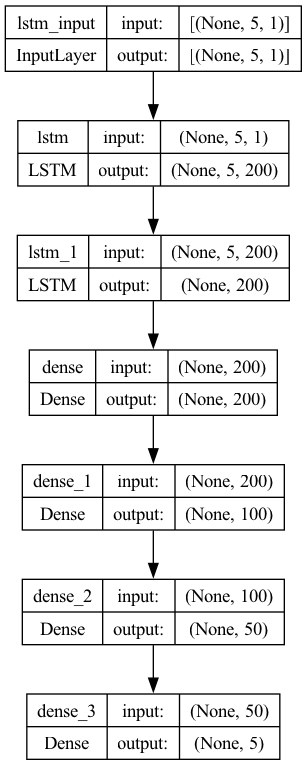 lstm_input input: [(None, 5, 1)]
InputLayer output: [(None, 5, 1)]
lstm input: (None, 5, 1)
LSTM output: (None, 5, 200)
lstm_1 input: (None, 5, 200)
LSTM output: (None, 200)
dense input: (None, 200)
Dense output: (None, 200)
dense_1 input: (None, 200)
Dense output: (None, 100)
dense_2 input: (None, 100)
Dense output: (None, 50)
dense_3 input: (None, 50)
Dense output: (None, 5)